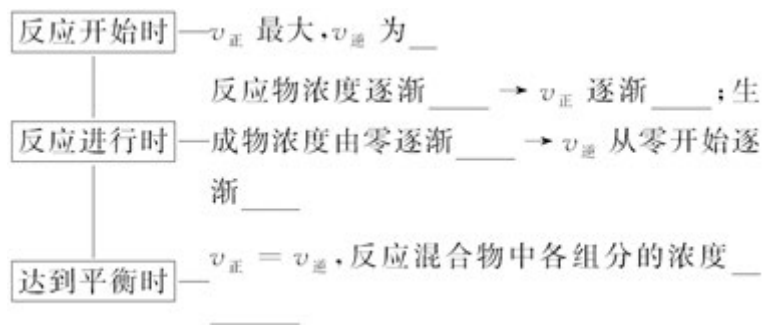 反应开始时 v正 最大,v逆 为__
反应物浓度逐渐____→v正 逐渐____;生
反应进行时 成物浓度由零逐渐____→v逆 从零开始逐
渐____
达到平衡时 v正 = v逆,反应混合物中各组分的浓度__
______